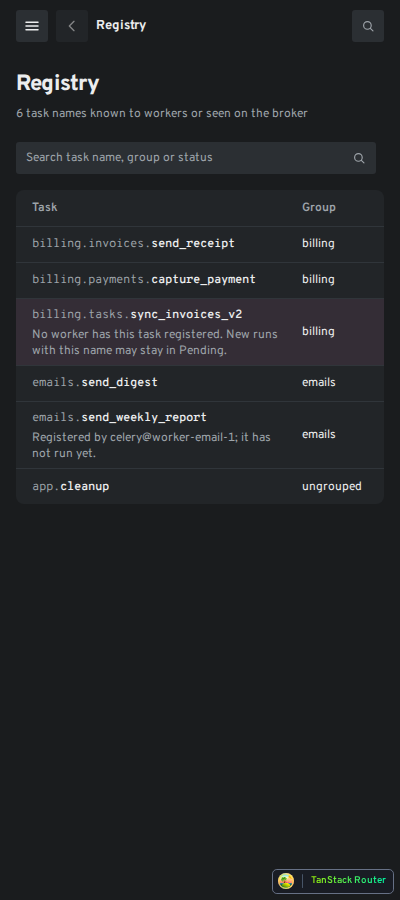 Registry
Registry
6 task names known to workers or seen on the broker
Search task name, group or status
Task Group
billing.invoices.send_receipt billing
billing.payments.capture_payment billing
billing.tasks.sync_invoices_v2
No worker has this task registered. New runs
with this name may stay in Pending.
billing
emails.send_digest emails
emails.send_weekly_report
Registered by celery@worker-email-1; it has
not run yet.
emails
app.cleanup ungrouped
TanStack Router